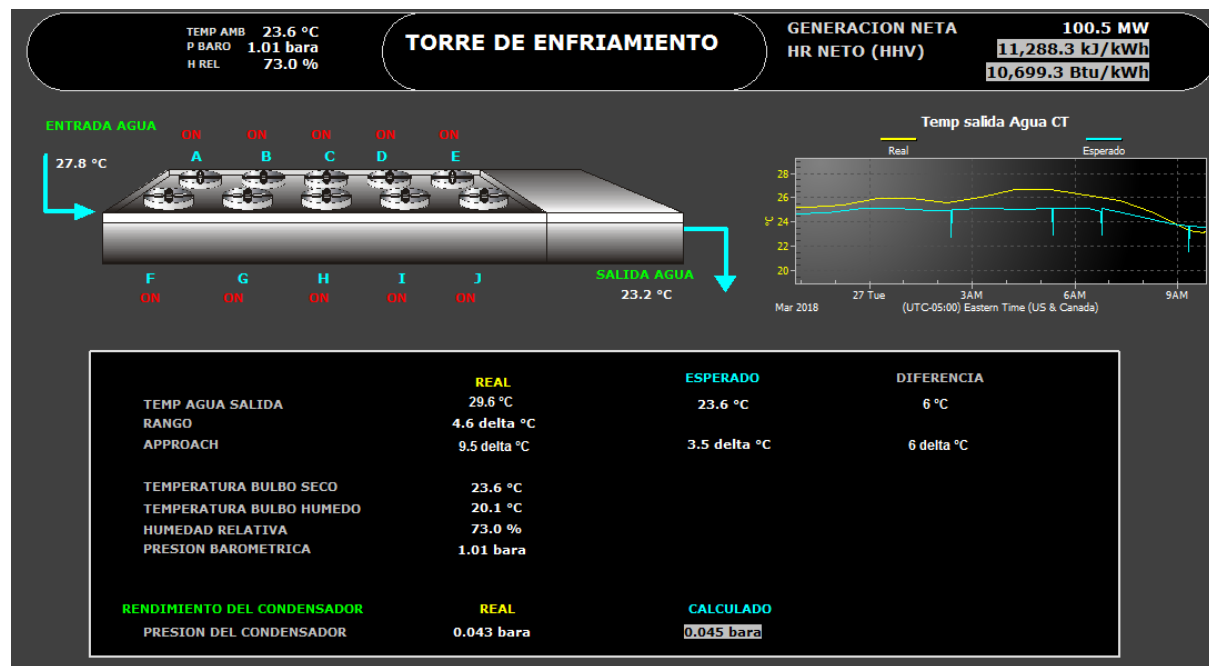 TEMP AMB 23.6 °C
P BARO 1.01 bara
H REL 73.0 %
TORRE DE ENFRIAMIENTO
GENERACION NETA 100.5 MW
HR NETO (HHV) 11,288.3 kJ/kWh
10,699.3 Btu/kWh
ENTRADA AGUA
27.8 °C
ON ON ON ON ON
A B C D E
F G H I J
ON ON ON ON ON
SALIDA AGUA
23.2 °C
Temp salida Agua CT
Real Esperado
28
26
°C
24
22
20
27 Tue 3AM 6AM 9AM
Mar 2018 (UTC-05:00) Eastern Time (US & Canada)
REAL ESPERADO DIFERENCIA
TEMP AGUA SALIDA 29.6 °C 23.6 °C 6 °C
RANGO 4.6 delta °C
APPROACH 9.5 delta °C 3.5 delta °C 6 delta °C
TEMPERATURA BULBO SECO 23.6 °C
TEMPERATURA BULBO HUMEDO 20.1 °C
HUMEDAD RELATIVA 73.0 %
PRESION BAROMETRICA 1.01 bara
RENDIMIENTO DEL CONDENSADOR REAL CALCULADO
PRESION DEL CONDENSADOR 0.043 bara 0.045 bara